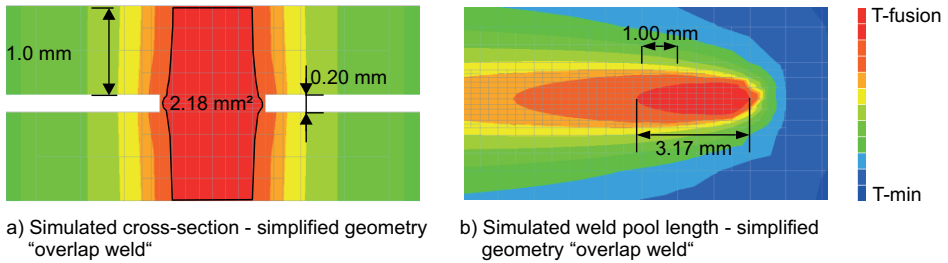 1.0 mm
0.20 mm
2.18 mm²
1.00 mm
3.17 mm
T-fusion
T-min
a) Simulated cross-section - simplified geometry
"overlap weld"
b) Simulated weld pool length - simplified
geometry "overlap weld"